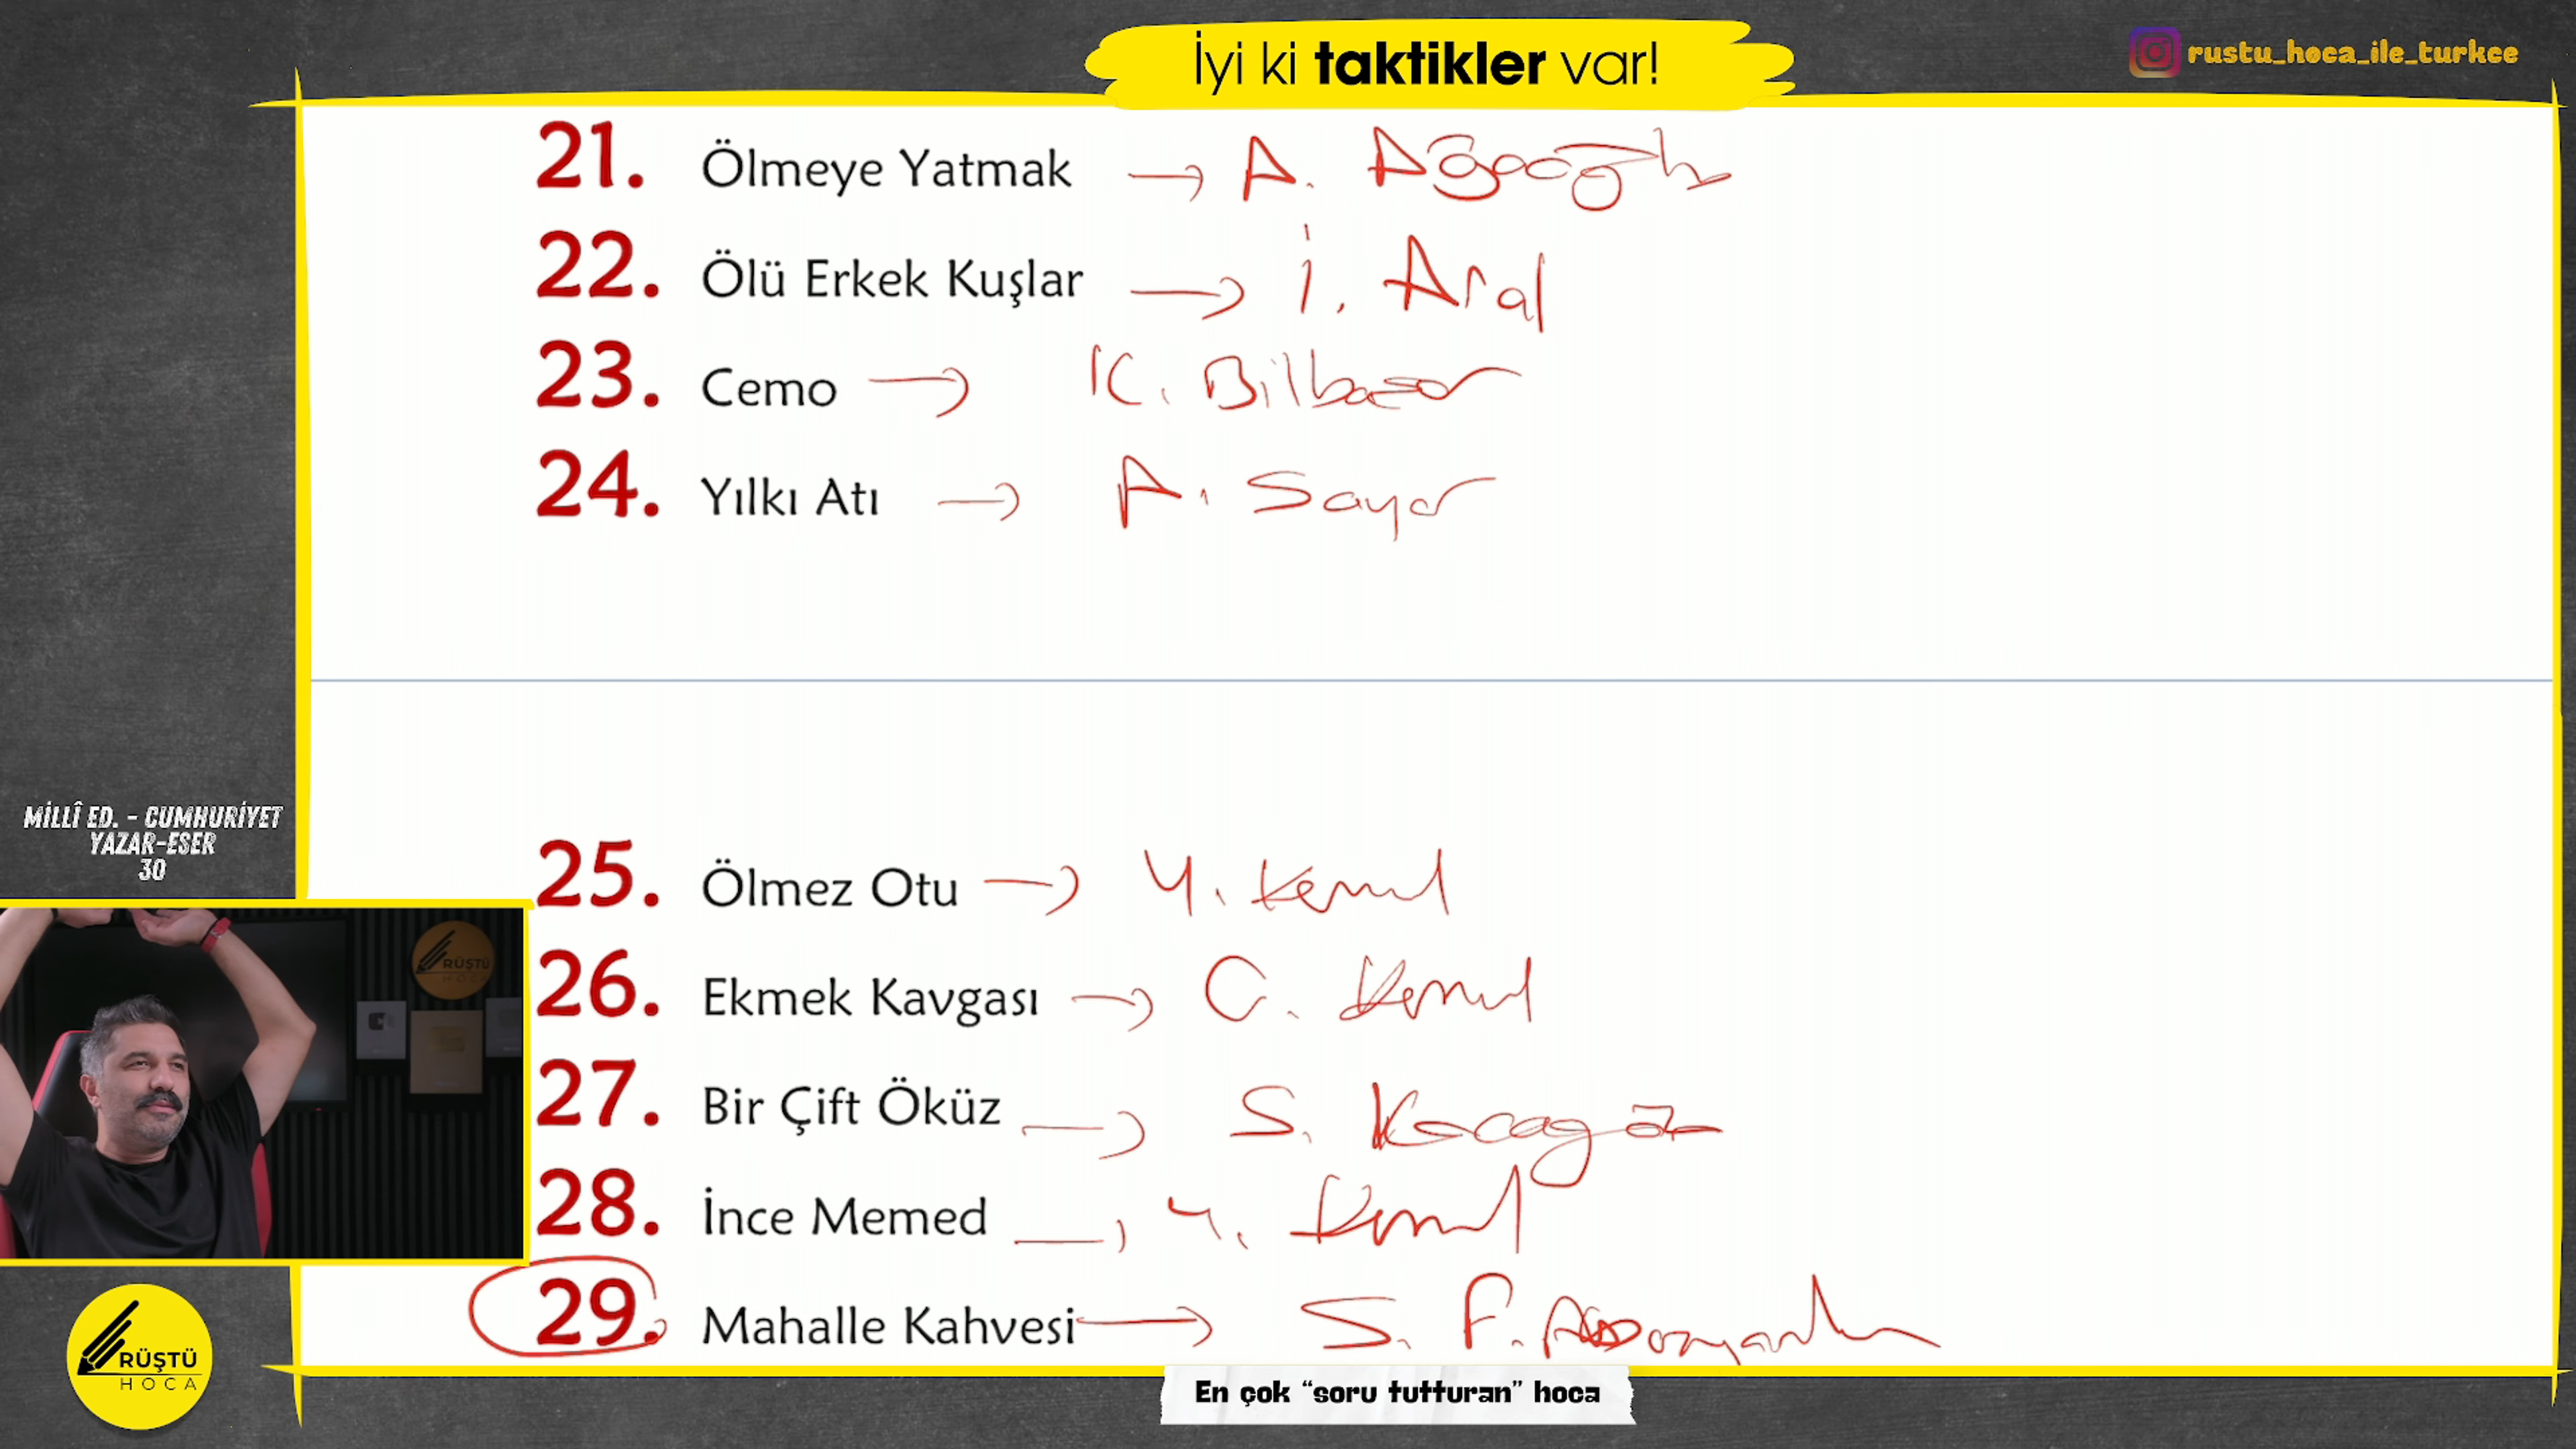 İyi ki taktikler var!
rustu_hoca_ile_turkce
21. Ölmeye Yatmak → A. Ağaoğlu
22. Ölü Erkek Kuşlar → İ. Aral
23. Cemo → K. Bilbaşar
24. Yılkı Atı → A. Sayar
MİLLÎ ED. - CUMHURİYET
YAZAR-ESER
30
25. Ölmez Otu → Y. Kemal
26. Ekmek Kavgası → O. Kemal
27. Bir Çift Öküz → S. Kocagöz
28. İnce Memed → Y. Kemal
29. Mahalle Kahvesi → S. F. Abasıyanık
RÜŞTÜ
HOCA
RÜŞTÜ
HOCA
En çok “soru tutturan” hoca